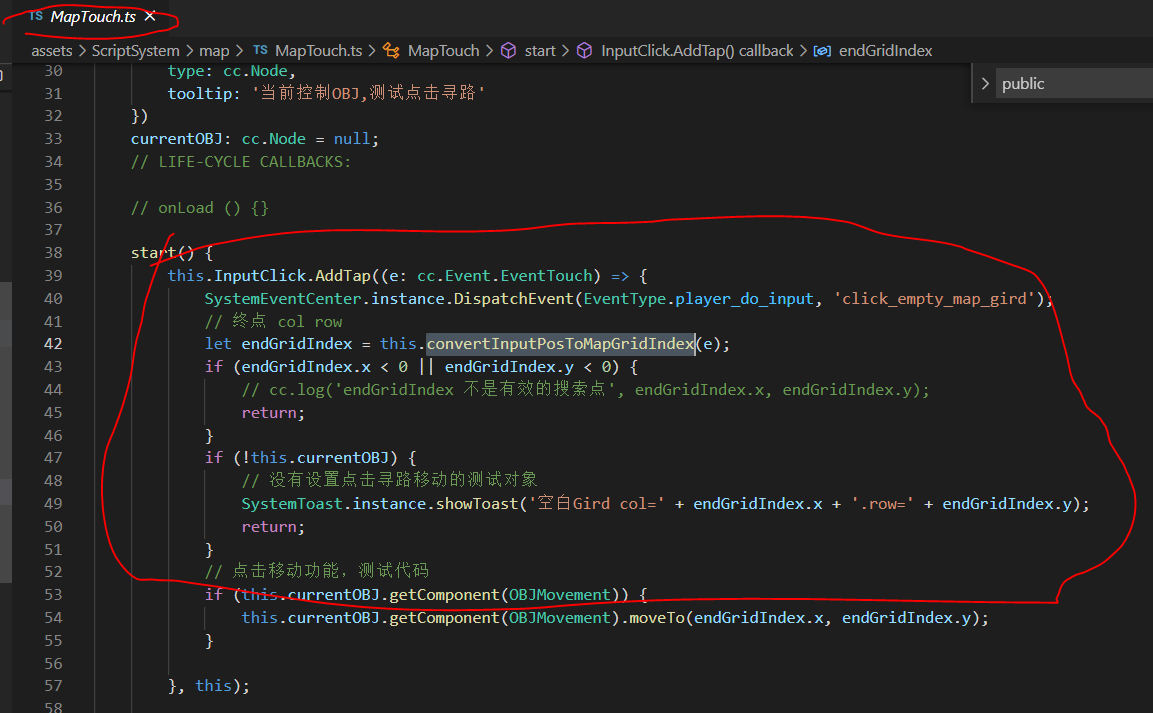 TS MapTouch.ts ×
assets > ScriptSystem > map > TS MapTouch.ts > MapTouch > start > InputClick.AddTap() callback > endGridIndex
> public
30 type: cc.Node,
31 tooltip: '当前控制OBJ,测试点击寻路'
32 })
33 currentOBJ: cc.Node = null;
34 // LIFE-CYCLE CALLBACKS:
35
36 // onLoad () {}
37
38 start() {
39 this.InputClick.AddTap((e: cc.Event.EventTouch) => {
40 SystemEventCenter.instance.DispatchEvent(EventType.player_do_input, 'click_empty_map_gird');
41 // 终点 col row
42 let endGridIndex = this.convertInputPosToMapGridIndex(e);
43 if (endGridIndex.x < 0 || endGridIndex.y < 0) {
44 // cc.log('endGridIndex 不是有效的搜索点', endGridIndex.x, endGridIndex.y);
45 return;
46 }
47 if (!this.currentOBJ) {
48 // 没有设置点击寻路移动的测试对象
49 SystemToast.instance.showToast('空白Gird col=' + endGridIndex.x + '.row=' + endGridIndex.y);
50 return;
51 }
52 // 点击移动功能，测试代码
53 if (this.currentOBJ.getComponent(OBJMovement)) {
54 this.currentOBJ.getComponent(OBJMovement).moveTo(endGridIndex.x, endGridIndex.y);
55 }
56
57 }, this);
58